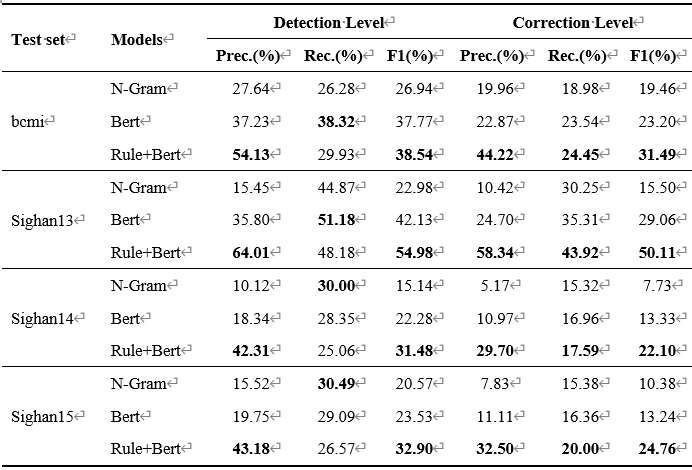 Detection Level Correction Level
Test set Models
Prec.(%) Rec.(%) F1(%) Prec.(%) Rec.(%) F1(%)
N-Gram 27.64 26.28 26.94 19.96 18.98 19.46
bcmi Bert 37.23 38.32 37.77 22.87 23.54 23.20
Rule+Bert 54.13 29.93 38.54 44.22 24.45 31.49
N-Gram 15.45 44.87 22.98 10.42 30.25 15.50
Sighan13 Bert 35.80 51.18 42.13 24.70 35.31 29.06
Rule+Bert 64.01 48.18 54.98 58.34 43.92 50.11
N-Gram 10.12 30.00 15.14 5.17 15.32 7.73
Sighan14 Bert 18.34 28.35 22.28 10.97 16.96 13.33
Rule+Bert 42.31 25.06 31.48 29.70 17.59 22.10
N-Gram 15.52 30.49 20.57 7.83 15.38 10.38
Sighan15 Bert 19.75 29.09 23.53 11.11 16.36 13.24
Rule+Bert 43.18 26.57 32.90 32.50 20.00 24.76